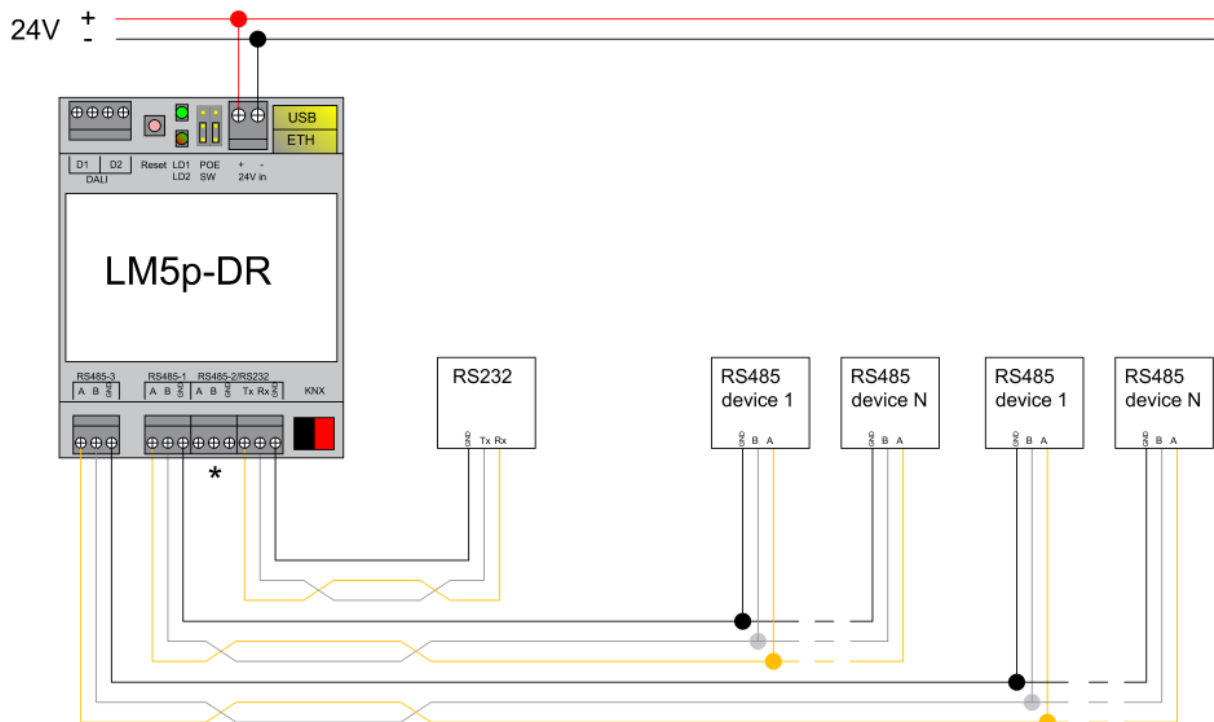 24V
+
-
USB
ETH
D1 D2
DALI
Reset LD1 POE + -
LD2 SW 24V in
LM5p-DR
RS485-3 RS485-1 RS485-2/RS232
A B GND A B GND A B GND Tx Rx GND KNX
*
RS232
GND Tx Rx
RS485
device 1
GND B A
RS485
device N
GND B A
RS485
device 1
GND B A
RS485
device N
GND B A